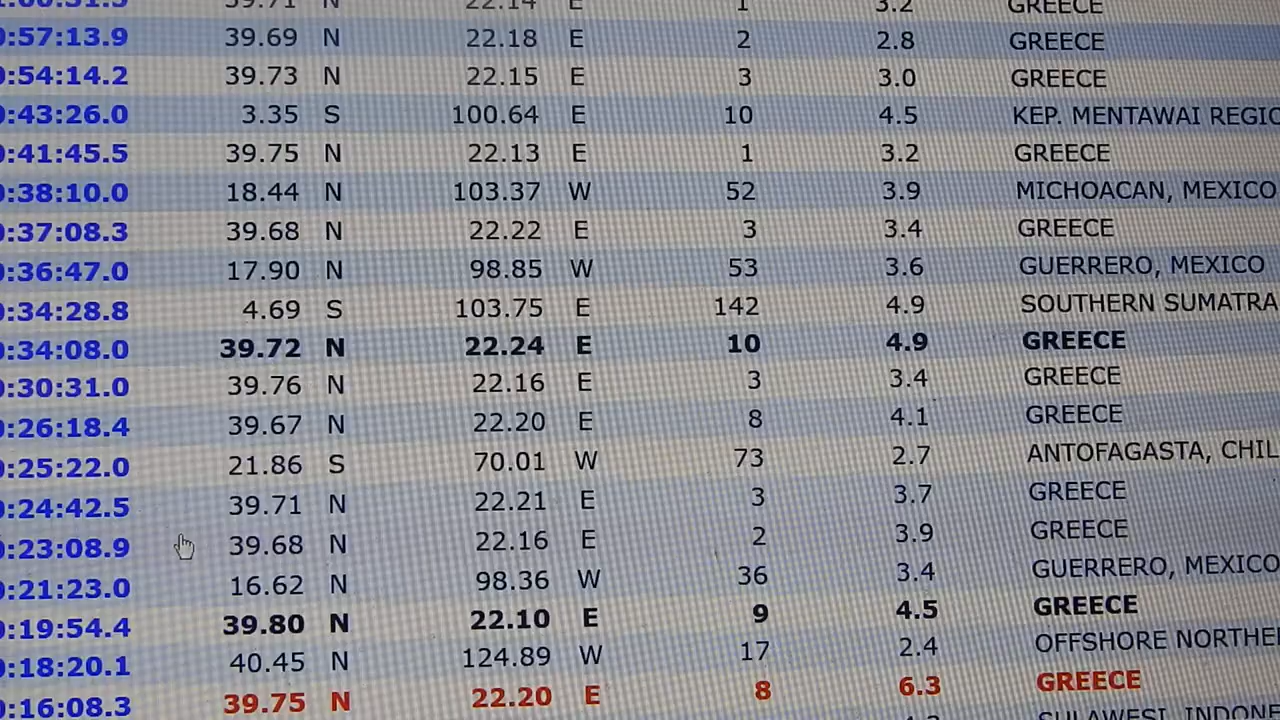 39.71 N 22.14 E 1 3.2 GREECE
:57:13.9 39.69 N 22.18 E 2 2.8 GREECE
:54:14.2 39.73 N 22.15 E 3 3.0 GREECE
:43:26.0 3.35 S 100.64 E 10 4.5 KEP. MENTAWAI REGIO
:41:45.5 39.75 N 22.13 E 1 3.2 GREECE
:38:10.0 18.44 N 103.37 W 52 3.9 MICHOACAN, MEXICO
:37:08.3 39.68 N 22.22 E 3 3.4 GREECE
:36:47.0 17.90 N 98.85 W 53 3.6 GUERRERO, MEXICO
:34:28.8 4.69 S 103.75 E 142 4.9 SOUTHERN SUMATRA
:34:08.0 39.72 N 22.24 E 10 4.9 GREECE
:30:31.0 39.76 N 22.16 E 3 3.4 GREECE
:26:18.4 39.67 N 22.20 E 8 4.1 GREECE
:25:22.0 21.86 S 70.01 W 73 2.7 ANTOFAGASTA, CHIL
:24:42.5 39.71 N 22.21 E 3 3.7 GREECE
:23:08.9 39.68 N 22.16 E 2 3.9 GREECE
:21:23.0 16.62 N 98.36 W 36 3.4 GUERRERO, MEXICO
:19:54.4 39.80 N 22.10 E 9 4.5 GREECE
:18:20.1 40.45 N 124.89 W 17 2.4 OFFSHORE NORTHE
:16:08.3 39.75 N 22.20 E 8 6.3 GREECE
SULAWESI, INDONE